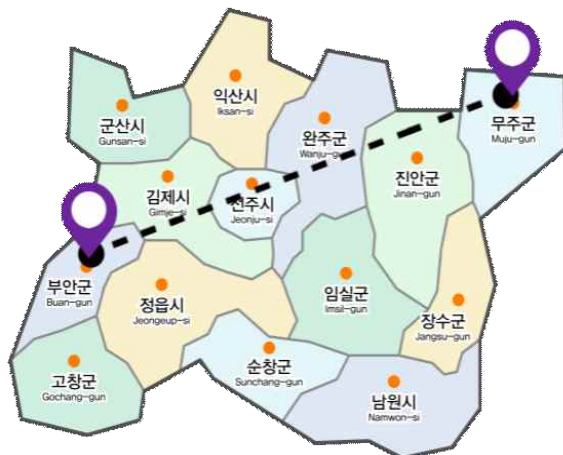 익산시
Iksan-si
군산시
Gunsan-si
완주군
Wanju-gun
무주군
Muju-gun
진안군
Jinan-gun
김제시
Gimje-si
전주시
Jeonju-si
부안군
Buan-gun
정읍시
Jeongeup-si
임실군
Imsil-gun
장수군
Jangsu-gun
고창군
Gochang-gun
순창군
Sunchang-gun
남원시
Namwon-si